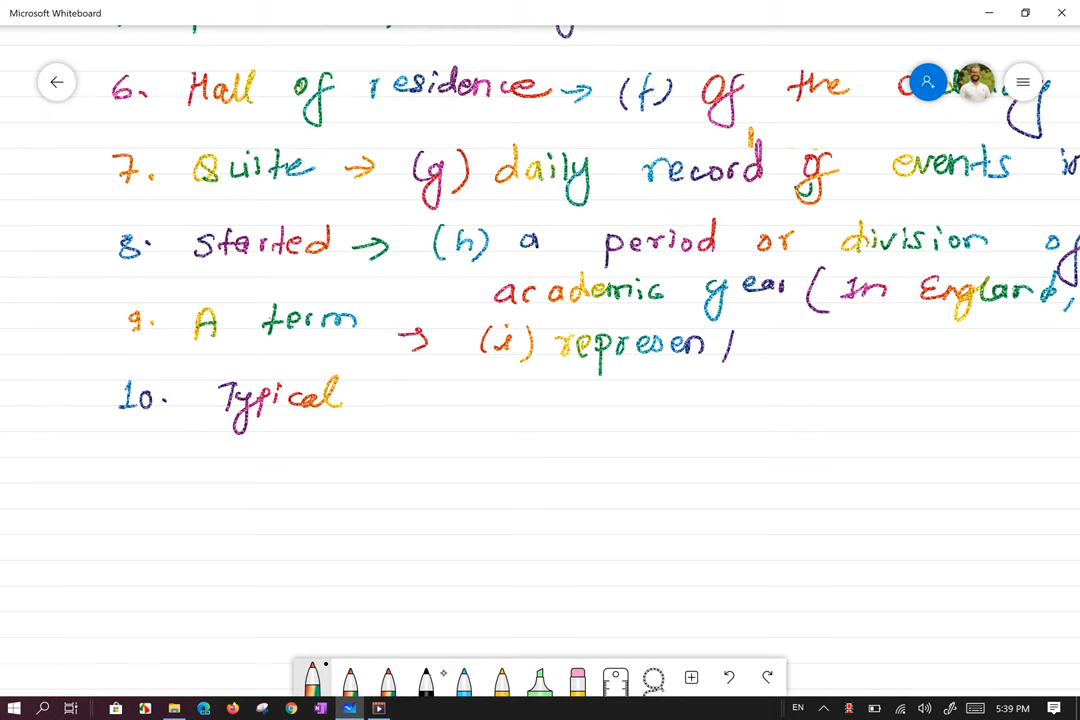 Microsoft Whiteboard
6. Hall of residence → (f) Of the
7. Quite → (g) daily record of events
8. started → (h) a period or division of
academic year (In England,
9. A term → (i) represen
10. Typical
EN 5:39 PM